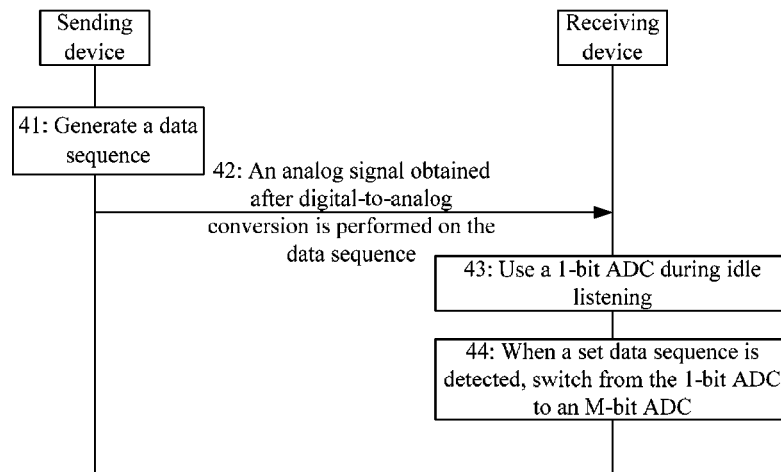 Sending
device
Receiving
device
41: Generate a data
sequence
42: An analog signal obtained
after digital-to-analog
conversion is performed on the
data sequence
43: Use a 1-bit ADC during idle
listening
44: When a set data sequence is
detected, switch from the 1-bit ADC
to an M-bit ADC